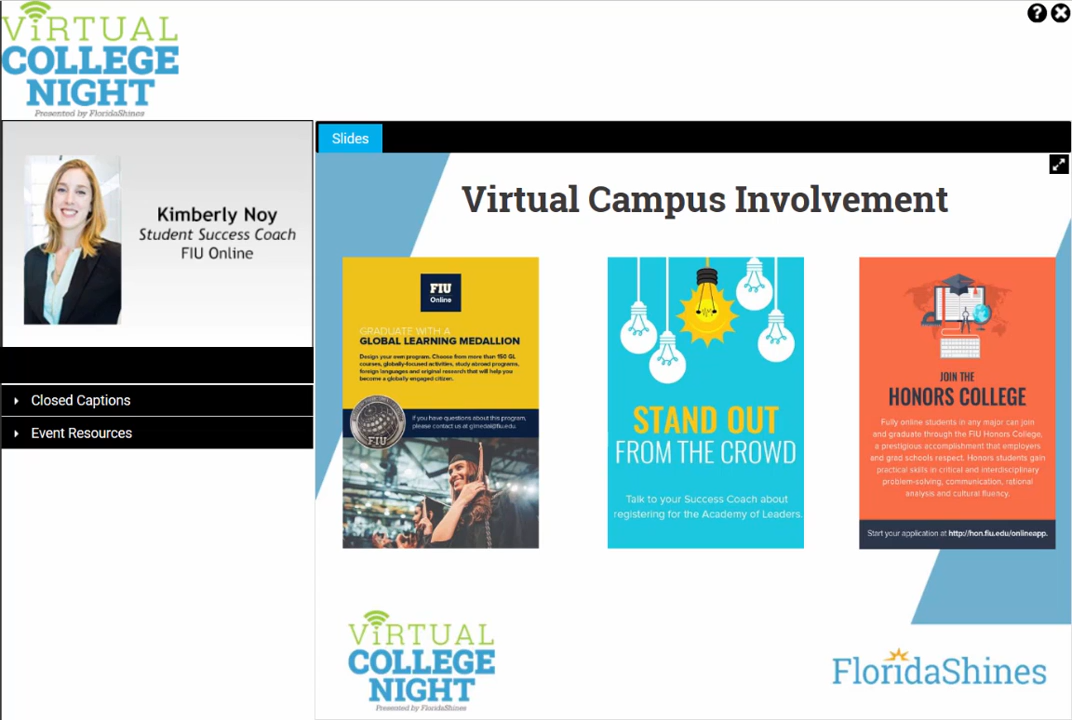 ViRTUAL
COLLEGE
NIGHT
Presented by FloridaShines
Kimberly Noy
Student Success Coach
FIU Online
Closed Captions
Event Resources
Slides
Virtual Campus Involvement
FIU
Online
GRADUATE WITH A
GLOBAL LEARNING MEDALLION
Design your own program. Choose from more than 150 GL
courses, globally-focused activities, study abroad programs,
foreign languages and original research that will help you
become a globally engaged citizen.
If you have questions about this program,
please contact us at glmedal@fiu.edu.
FIU
STAND OUT
FROM THE CROWD
Talk to your Success Coach about
registering for the Academy of Leaders.
JOIN THE
HONORS COLLEGE
Fully online students in any major can join
and graduate through the FIU Honors College,
a prestigious accomplishment that employers
and grad schools respect. Honors students gain
practical skills in critical and interdisciplinary
problem-solving, communication, rational
analysis and cultural fluency.
Start your application at http://hon.fiu.edu/onlineapp.
ViRTUAL
COLLEGE
NIGHT
Presented by FloridaShines
FloridaShines